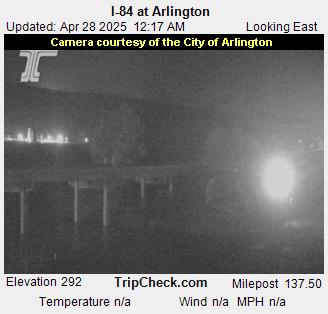 I-84 at Arlington
Updated: Apr 28 2025 12:17 AM Looking East
Camera courtesy of the City of Arlington
Elevation 292 TripCheck.com Milepost 137.50
Temperature n/a Wind n/a MPH n/a